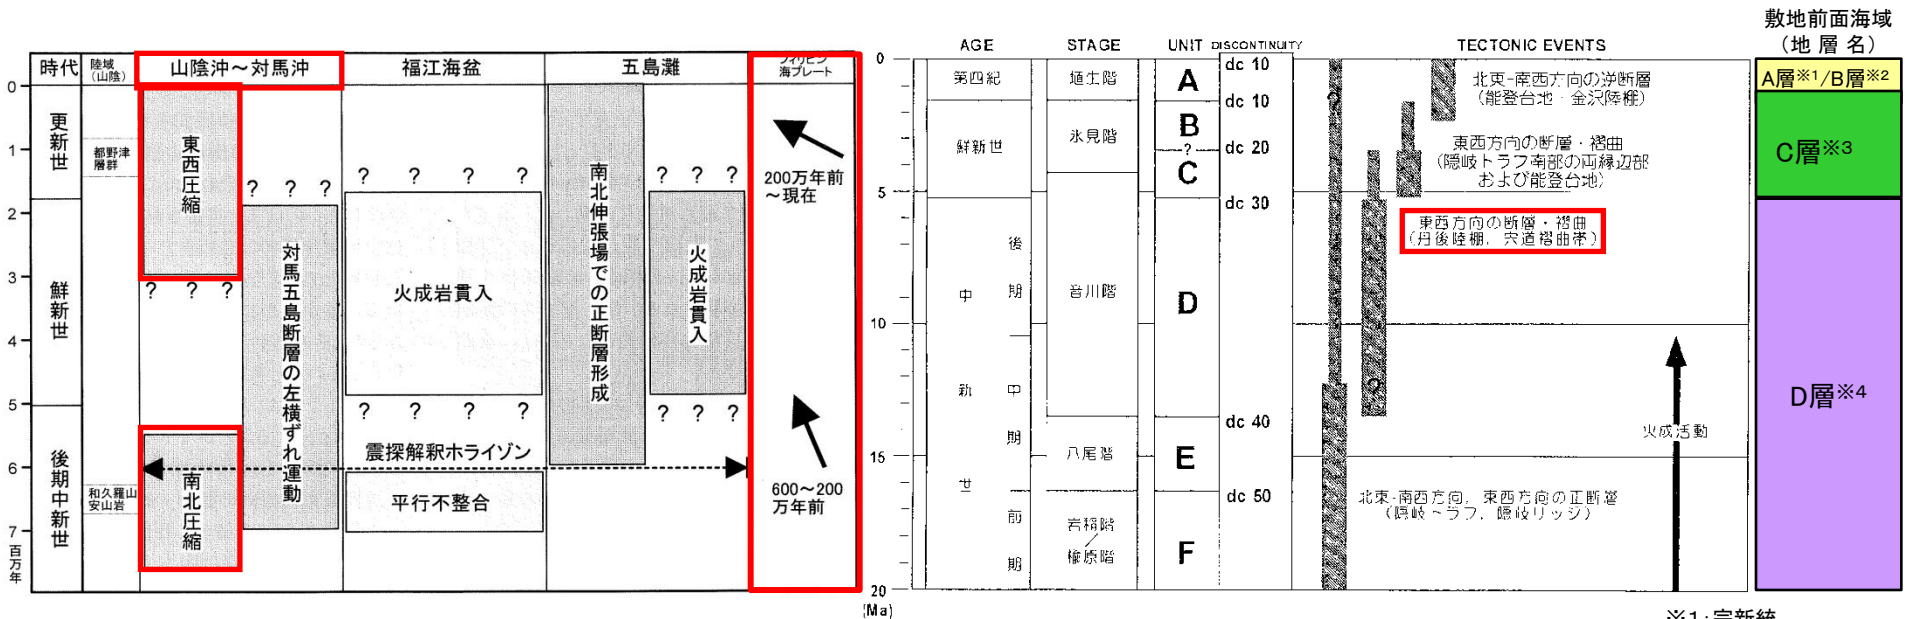 時代
陸域
(山陰)
山陰沖～対馬沖
福江海盆
五島灘
フィリピン
海プレート
0
1
2
3
4
5
6
7
百万年
更新世
鮮新世
後期中新世
都野津
層群
和久羅山
安山岩
東西圧縮
? ? ?
? ? ?
南北圧縮
対馬五島断層の左横ずれ運動
? ? ? ?
火成岩貫入
? ? ? ?
震探解釈ホライゾン
平行不整合
南北伸張場での正断層形成
? ? ?
火成岩貫入
? ? ?
200万年前
～現在
600～200
万年前
AGE
STAGE
UNIT
DISCONTINUITY
TECTONIC EVENTS
0
5
10
15
20
(Ma)
第四紀
鮮新世
中新世
後期
中期
前期
埴生階
氷見階
音川階
八尾階
岩稲階
/
楡原階
A
B
?
C
D
E
F
dc 10
dc 10
dc 20
dc 30
dc 40
dc 50
?
?
北東-南西方向の逆断層
(能登台地・金沢陸棚)
東西方向の断層・褶曲
(隠岐トラフ南部の両縁辺部
および能登台地)
東西方向の断層・褶曲
(丹後陸棚，宍道褶曲帯)
火成活動
北東-南西方向，東西方向の正断層
(隠岐トラフ，隠岐リッジ)
敷地前面海域
(地層名)
A層※1/B層※2
C層※3
D層※4
※1：完新統